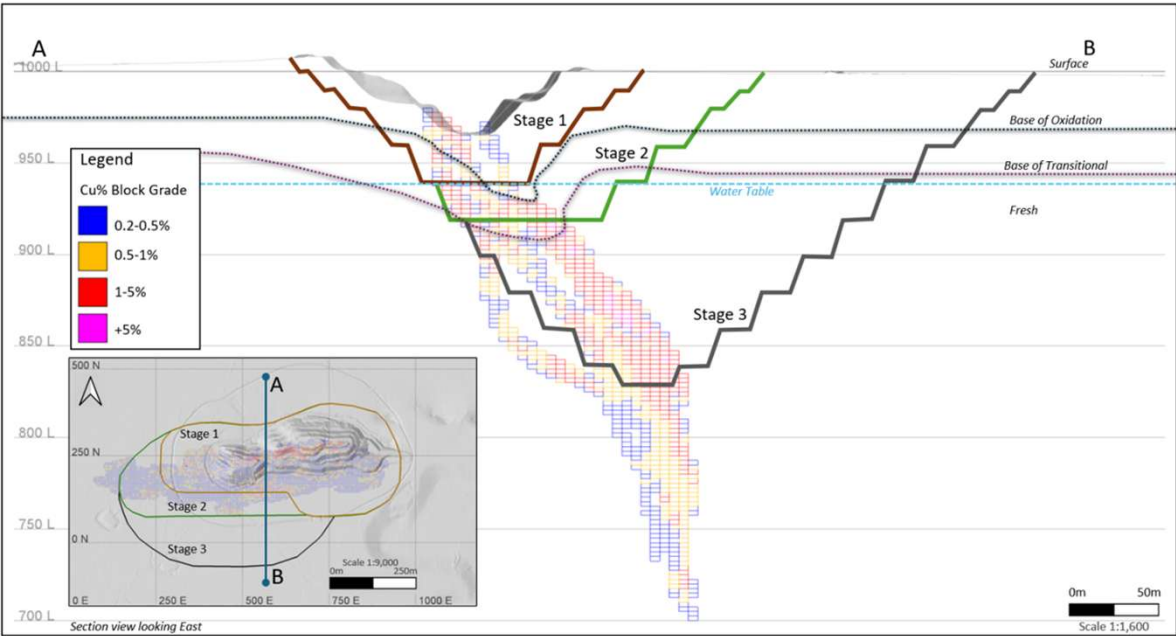 A
B
1000 L
Surface
Stage 1
Base of Oxidation
Stage 2
950 L
Base of Transitional
Legend
Cu% Block Grade
0.2-0.5%
0.5-1%
1-5%
+5%
Water Table
Fresh
900 L
Stage 3
850 L
500 N
A
Stage 1
250 N
Stage 2
0 N
Stage 3
Scale 1:9,000
0m 250m
B
0 E 250 E 500 E 750 E 1000 E
800 L
750 L
700 L
0m 50m
Scale 1:1,600
Section view looking East